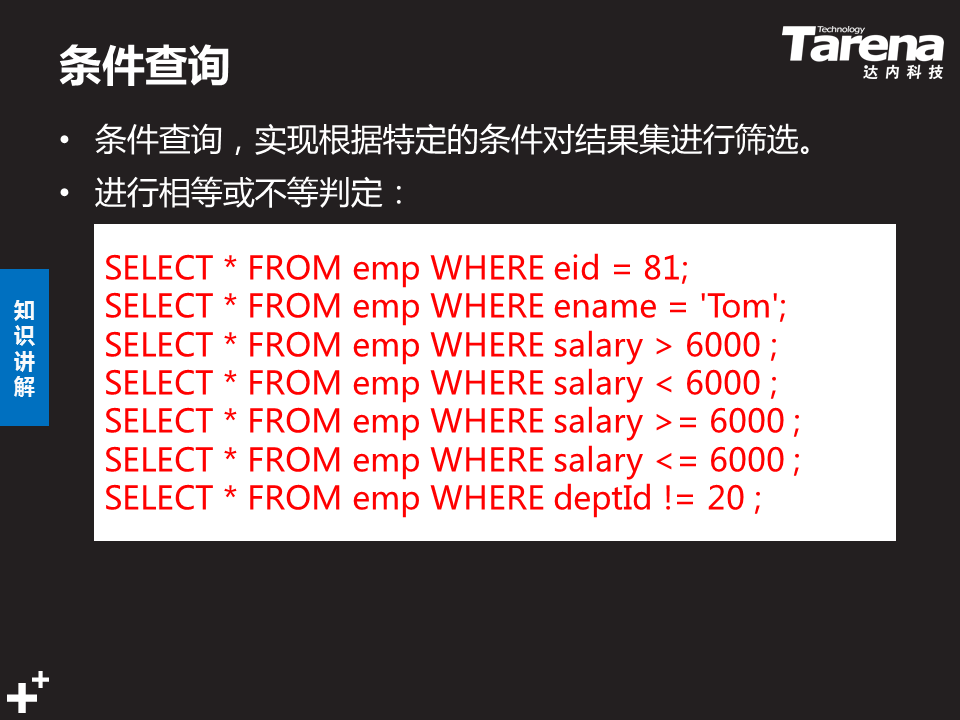 条件查询
Technology
Tarena
达内科技
• 条件查询，实现根据特定的条件对结果集进行筛选。
• 进行相等或不等判定：
SELECT * FROM emp WHERE eid = 81;
SELECT * FROM emp WHERE ename = 'Tom';
SELECT * FROM emp WHERE salary > 6000 ;
SELECT * FROM emp WHERE salary < 6000 ;
SELECT * FROM emp WHERE salary >= 6000 ;
SELECT * FROM emp WHERE salary <= 6000 ;
SELECT * FROM emp WHERE deptId != 20 ;
知
识
讲
解